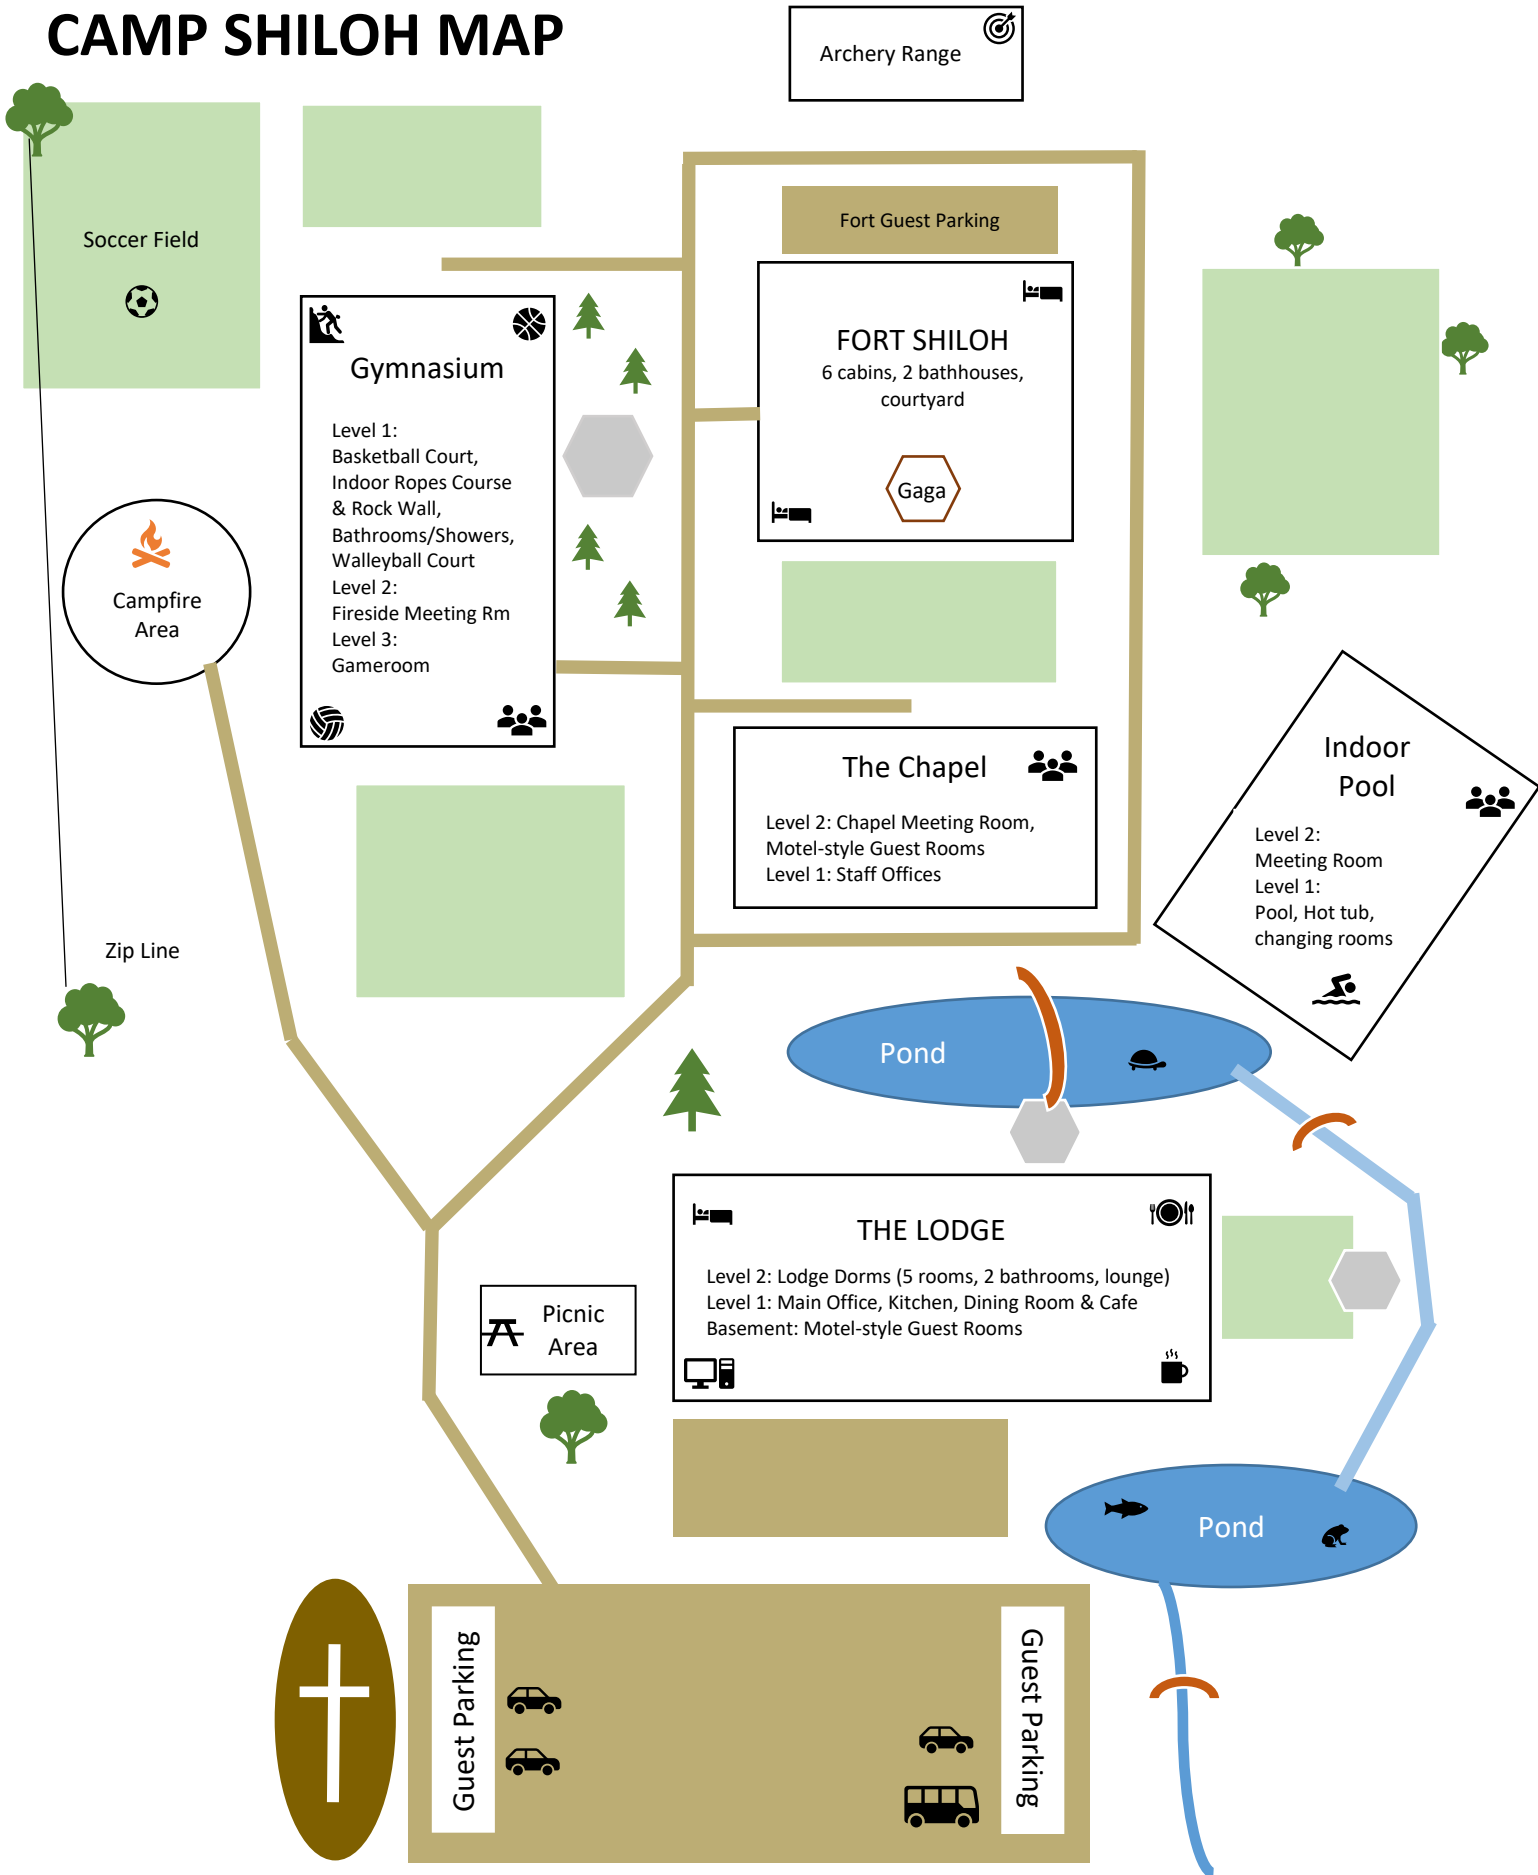 CAMP SHILOH MAP
Archery Range
Soccer Field
Fort Guest Parking
Gymnasium
Level 1:
Basketball Court,
Indoor Ropes Course
& Rock Wall,
Bathrooms/Showers,
Walleyball Court
Level 2:
Fireside Meeting Rm
Level 3:
Gameroom
FORT SHILOH
6 cabins, 2 bathhouses,
courtyard
Gaga
Campfire
Area
The Chapel
Level 2: Chapel Meeting Room,
Motel-style Guest Rooms
Level 1: Staff Offices
Indoor
Pool
Level 2:
Meeting Room
Level 1:
Pool, Hot tub,
changing rooms
Zip Line
Pond
THE LODGE
Level 2: Lodge Dorms (5 rooms, 2 bathrooms, lounge)
Level 1: Main Office, Kitchen, Dining Room & Cafe
Basement: Motel-style Guest Rooms
Picnic
Area
Pond
Guest Parking
Guest Parking